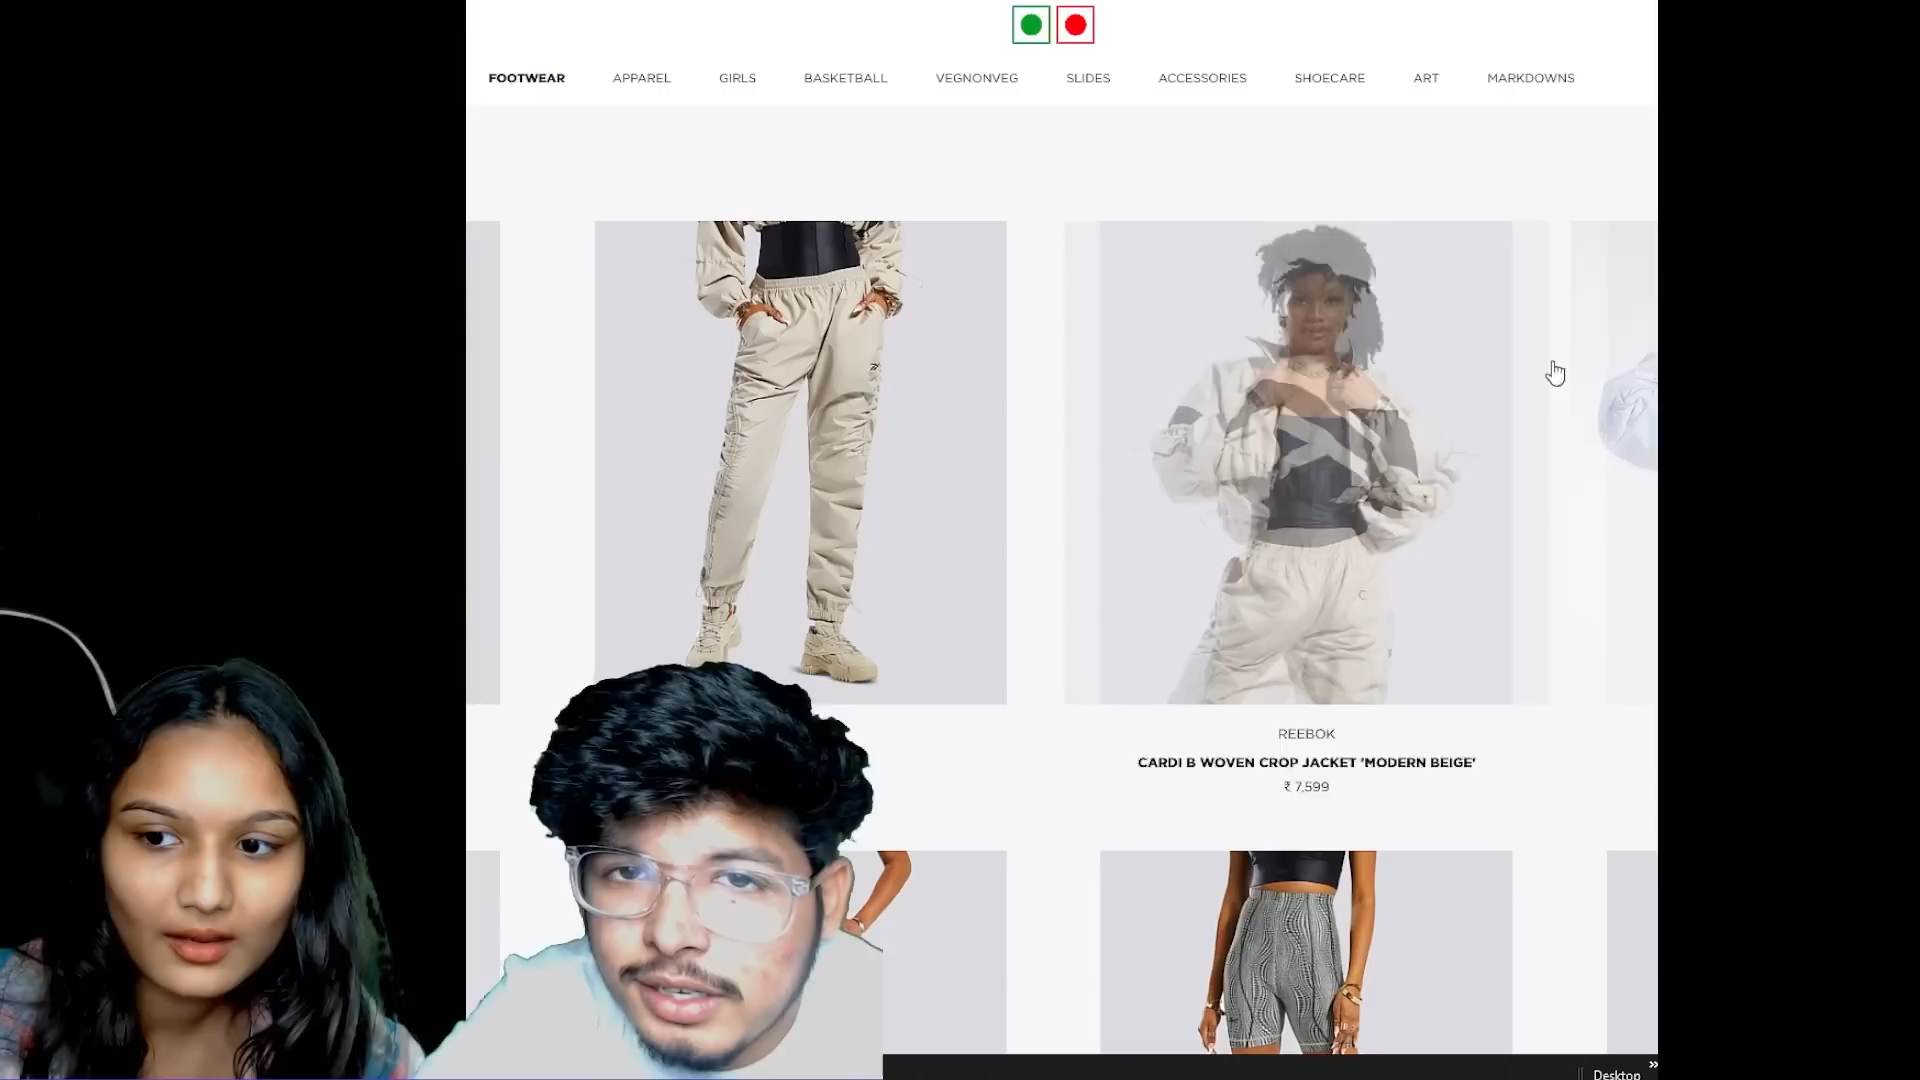 FOOTWEAR APPAREL GIRLS BASKETBALL VEGNONVEG SLIDES ACCESSORIES SHOECARE ART MARKDOWNS
REEBOK
CARDI B WOVEN CROP JACKET 'MODERN BEIGE'
₹ 7,599
Desktop »